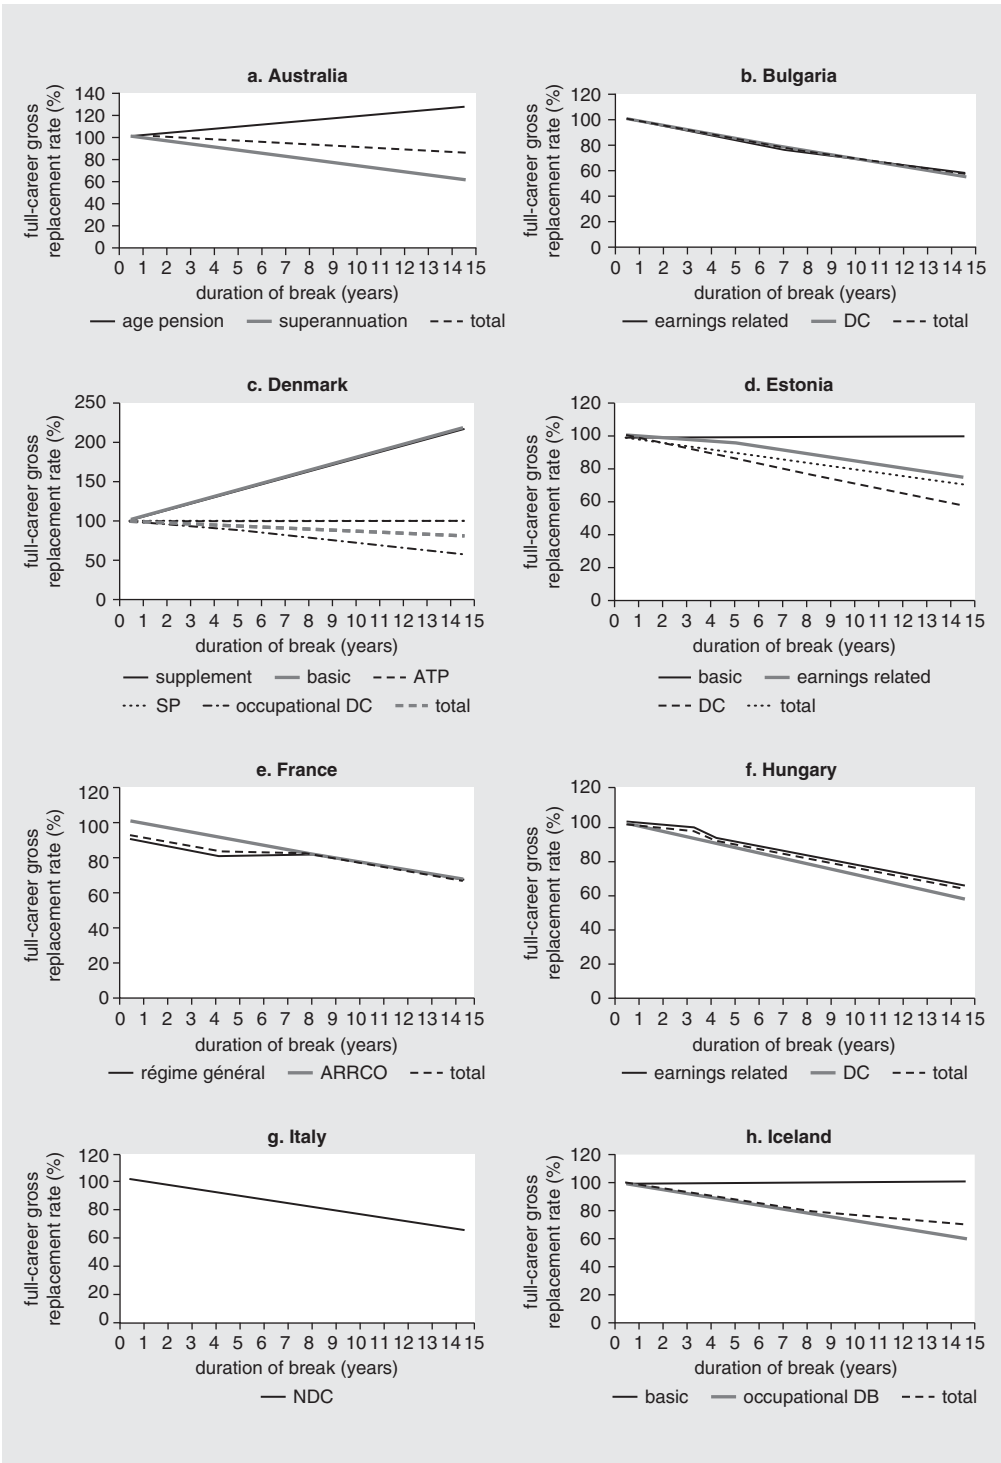 a. Australia
full-career gross
replacement rate (%)
140
120
100
80
60
40
20
0
0 1 2 3 4 5 6 7 8 9 10 11 12 13 14 15
duration of break (years)
age pension superannuation total
b. Bulgaria
full-career gross
replacement rate (%)
120
100
80
60
40
20
0
0 1 2 3 4 5 6 7 8 9 10 11 12 13 14 15
duration of break (years)
earnings related DC total
c. Denmark
full-career gross
replacement rate (%)
250
200
150
100
50
0
0 1 2 3 4 5 6 7 8 9 10 11 12 13 14 15
duration of break (years)
supplement basic ATP
SP occupational DC total
d. Estonia
full-career gross
replacement rate (%)
120
100
80
60
40
20
0
0 1 2 3 4 5 6 7 8 9 10 11 12 13 14 15
duration of break (years)
basic earnings related
DC total
e. France
full-career gross
replacement rate (%)
120
100
80
60
40
20
0
0 1 2 3 4 5 6 7 8 9 10 11 12 13 14 15
duration of break (years)
régime général ARRCO total
f. Hungary
full-career gross
replacement rate (%)
120
100
80
60
40
20
0
0 1 2 3 4 5 6 7 8 9 10 11 12 13 14 15
duration of break (years)
earnings related DC total
g. Italy
full-career gross
replacement rate (%)
120
100
80
60
40
20
0
0 1 2 3 4 5 6 7 8 9 10 11 12 13 14 15
duration of break (years)
NDC
h. Iceland
full-career gross
replacement rate (%)
120
100
80
60
40
20
0
0 1 2 3 4 5 6 7 8 9 10 11 12 13 14 15
duration of break (years)
basic occupational DB total